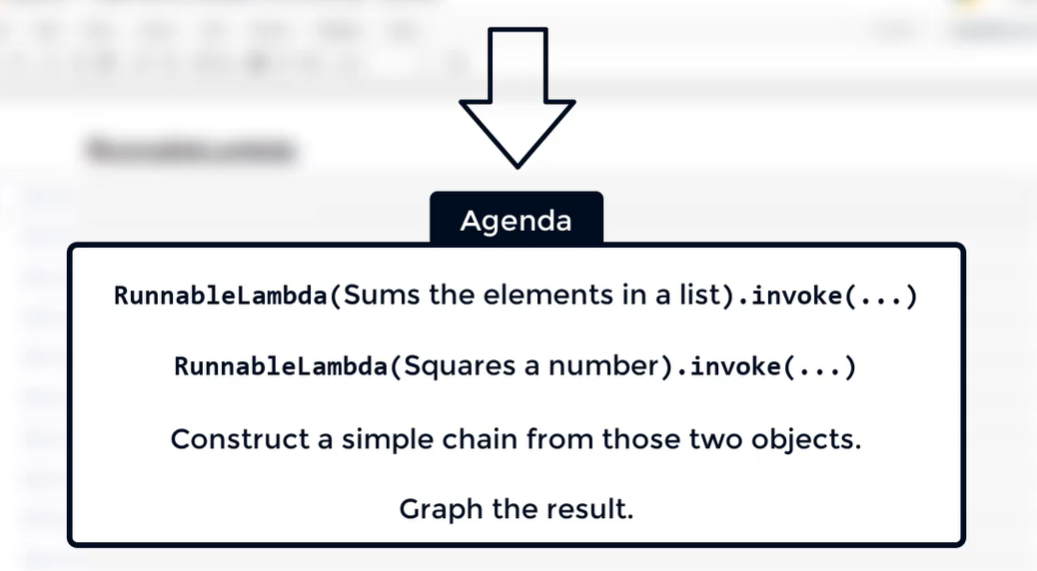 Agenda
RunnableLambda(Sums the elements in a list).invoke(...)
RunnableLambda(Squares a number).invoke(...)
Construct a simple chain from those two objects.
Graph the result.